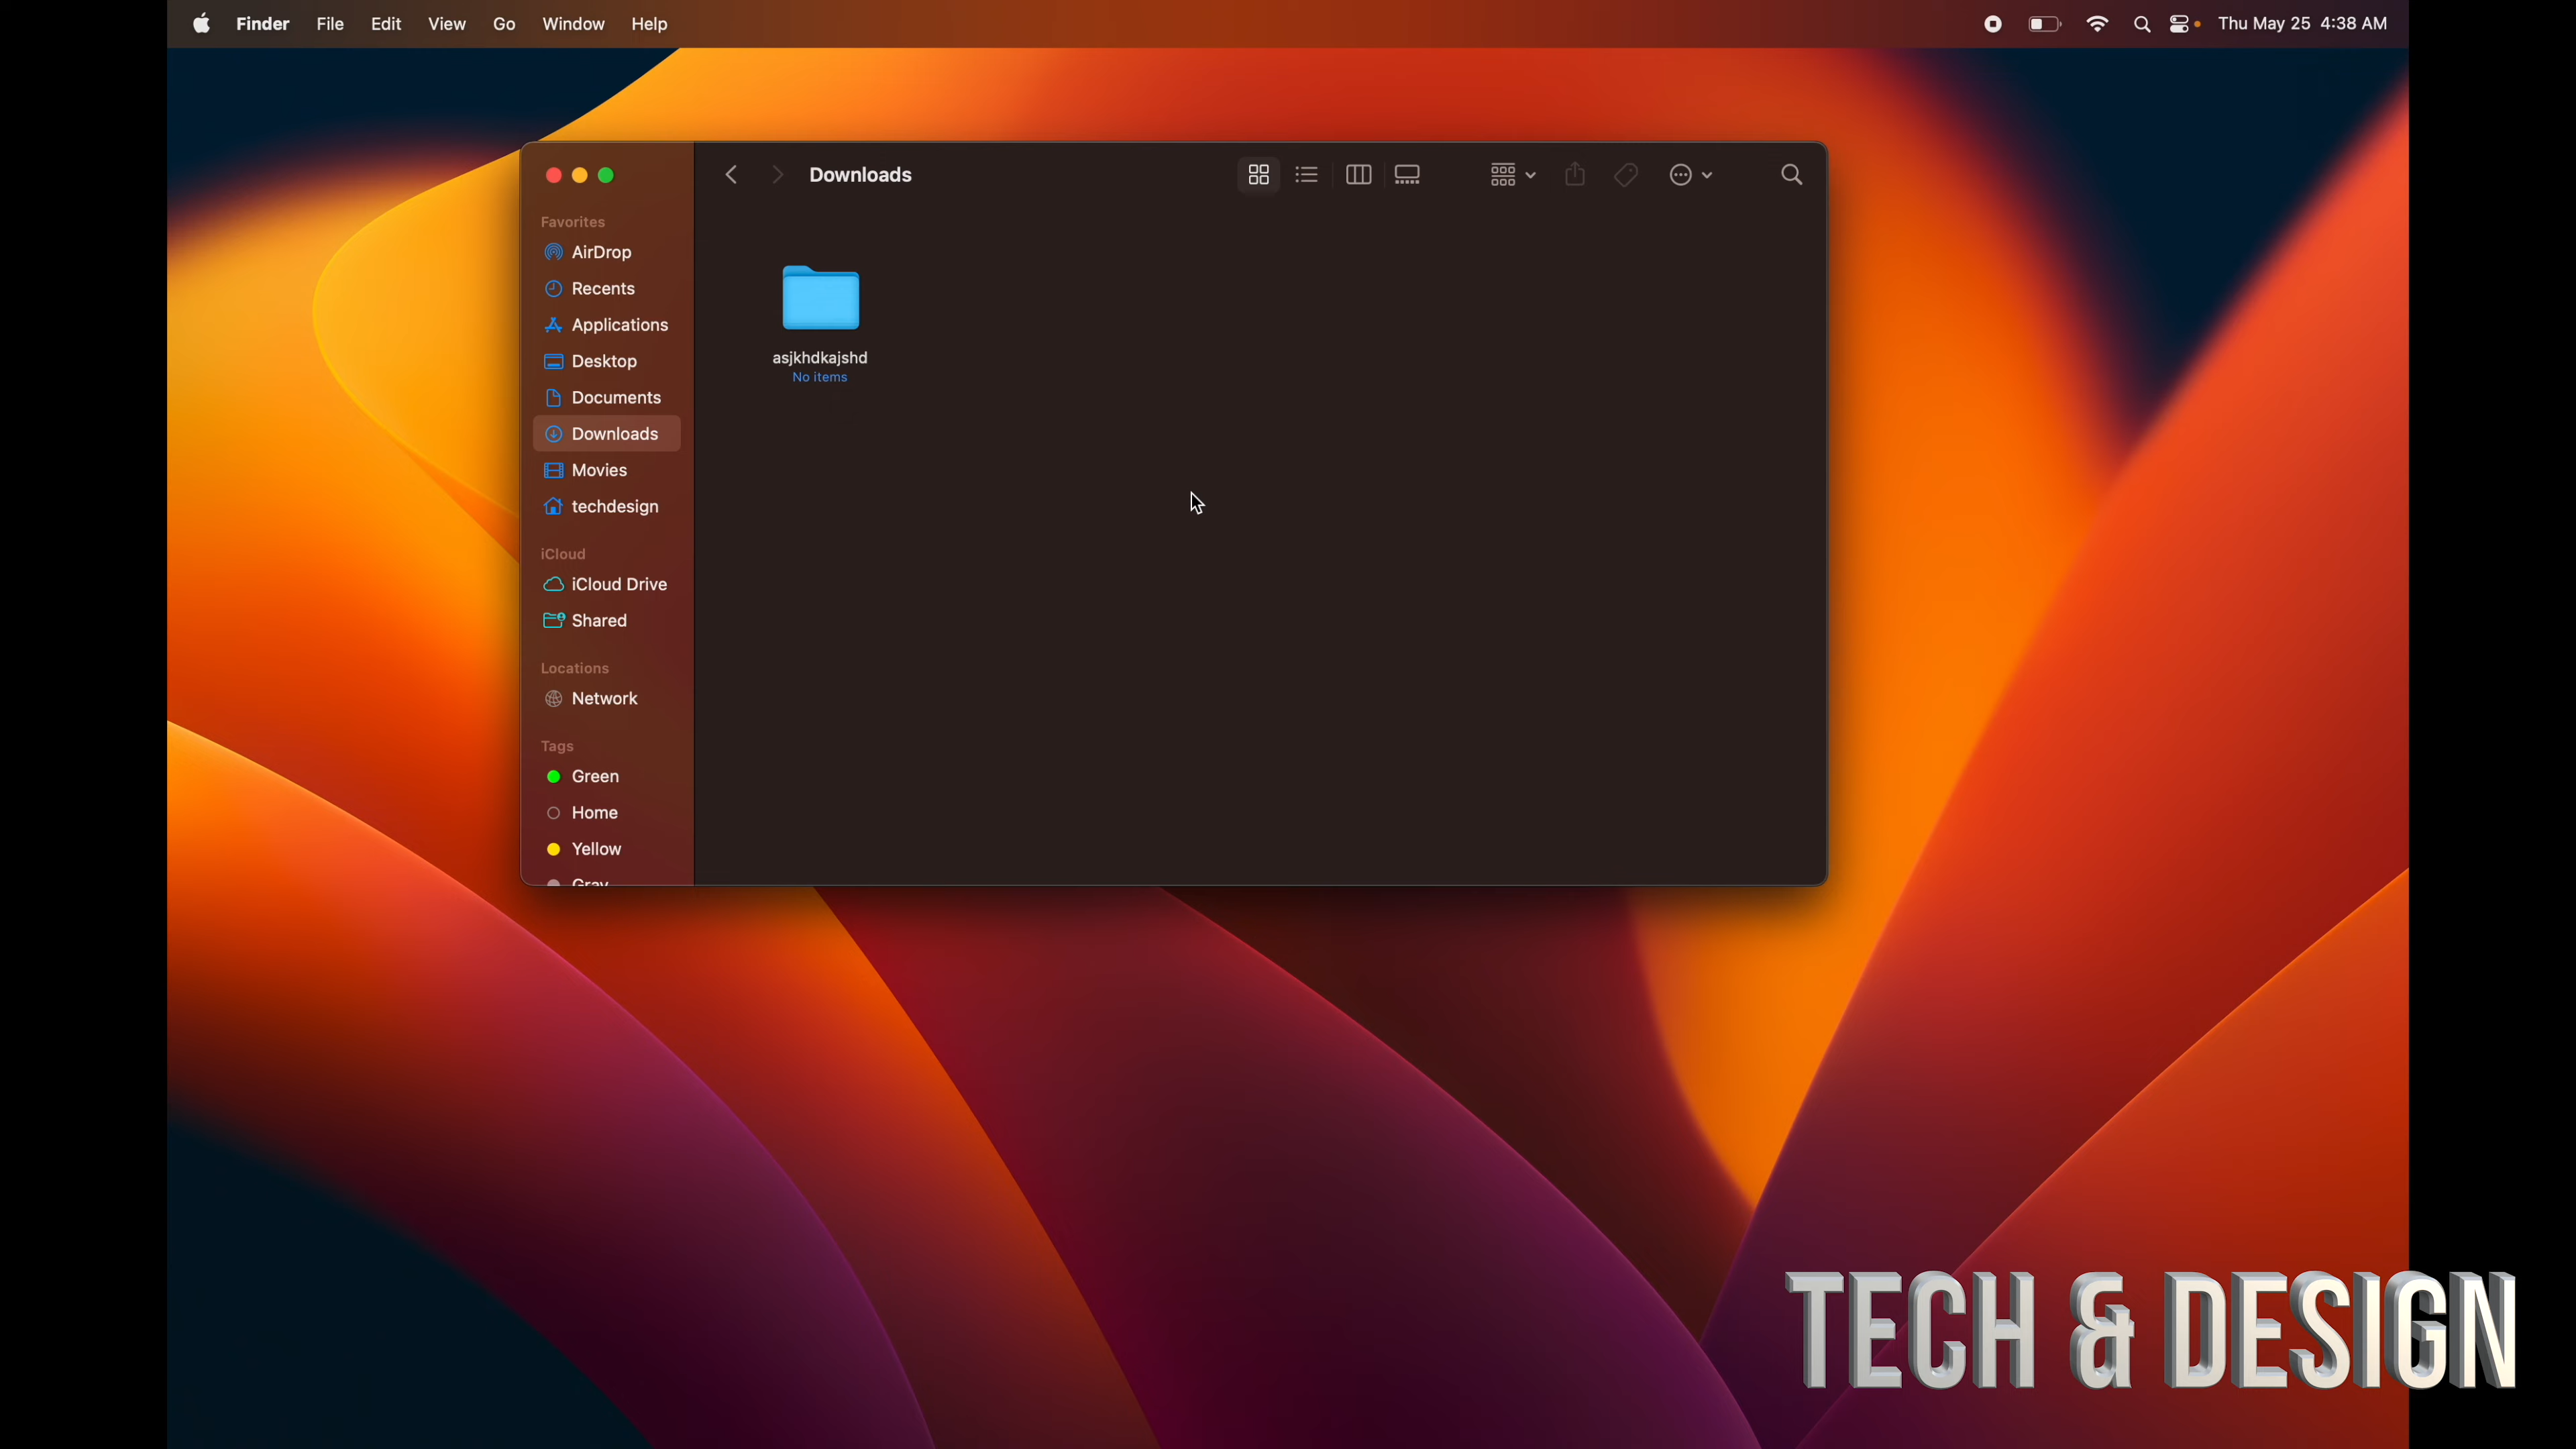 Finder File Edit View Go Window Help
Thu May 25 4:38 AM
Downloads
Favorites
AirDrop
Recents
Applications
Desktop
Documents
Downloads
Movies
techdesign
iCloud
iCloud Drive
Shared
Locations
Network
Tags
Green
Home
Yellow
Gray
asjkhdkajshd
No items
TECH & DESIGN